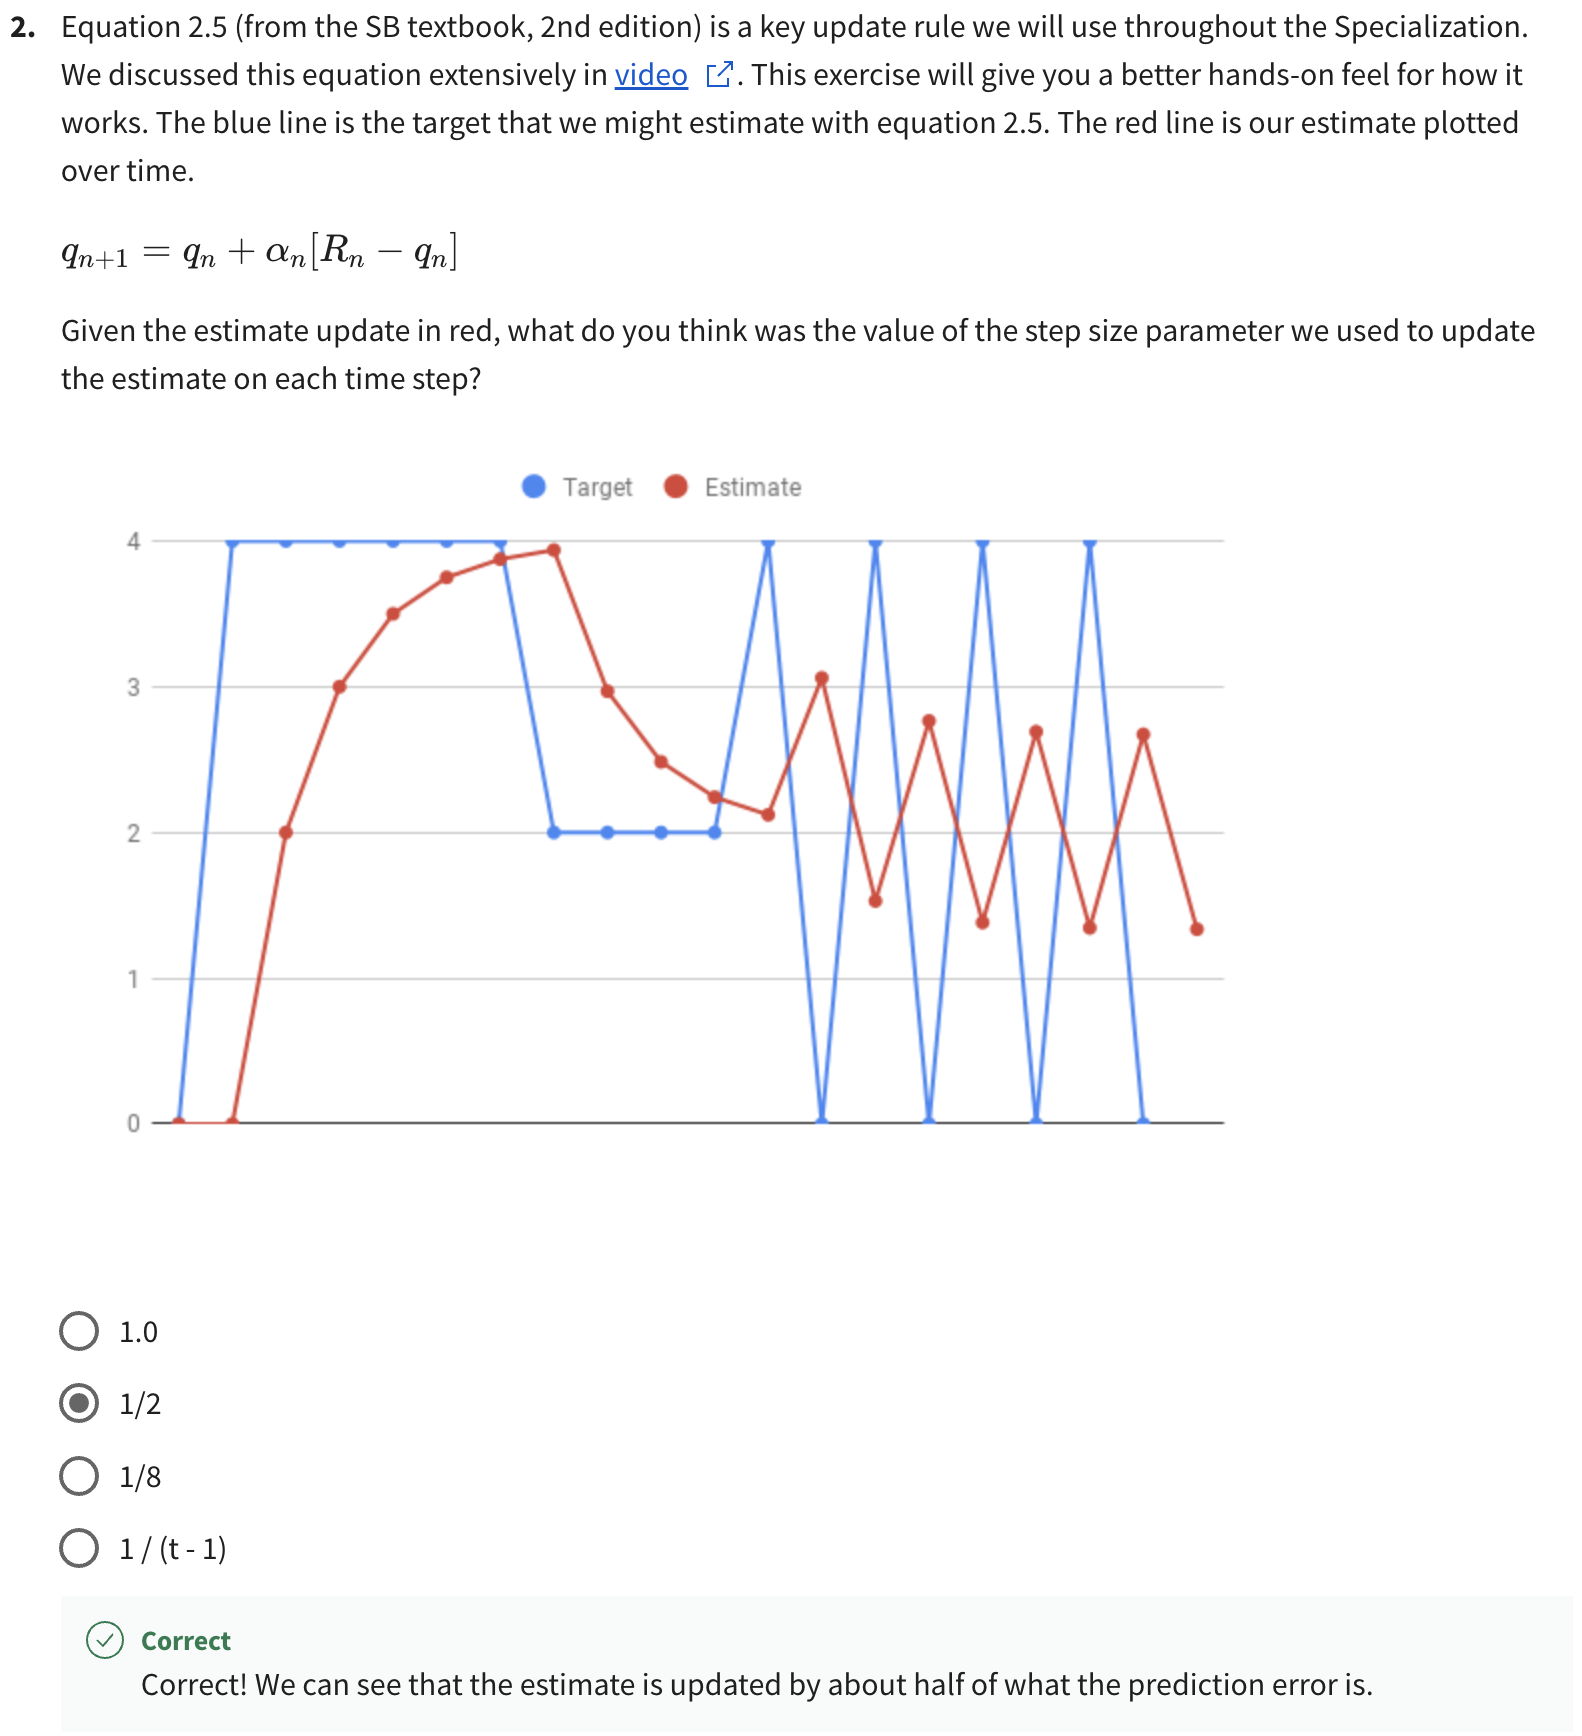 2. Equation 2.5 (from the SB textbook, 2nd edition) is a key update rule we will use throughout the Specialization.
We discussed this equation extensively in video. This exercise will give you a better hands-on feel for how it
works. The blue line is the target that we might estimate with equation 2.5. The red line is our estimate plotted
over time.
qₙ₊₁ = qₙ + αₙ[Rₙ − qₙ]
Given the estimate update in red, what do you think was the value of the step size parameter we used to update
the estimate on each time step?
Target Estimate
4
3
2
1
0
1.0
1/2
1/8
1 / (t - 1)
Correct
Correct! We can see that the estimate is updated by about half of what the prediction error is.